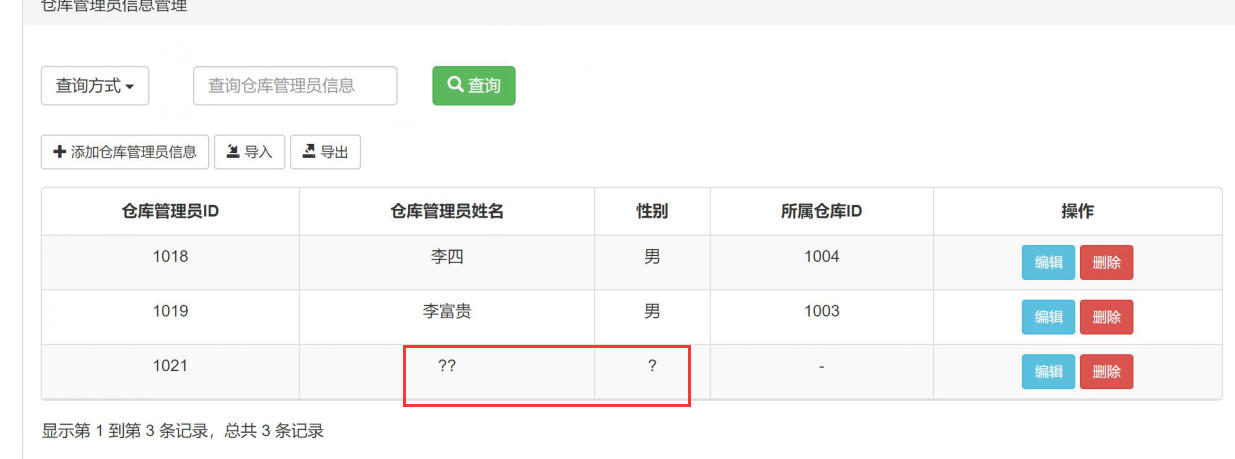 仓库管理员信息管理
查询方式 查询仓库管理员信息 查询
添加仓库管理员信息 导入 导出
仓库管理员ID 仓库管理员姓名 性别 所属仓库ID 操作
1018 李四 男 1004 编辑 删除
1019 李富贵 男 1003 编辑 删除
1021 ?? ? - 编辑 删除
显示第 1 到第 3 条记录，总共 3 条记录